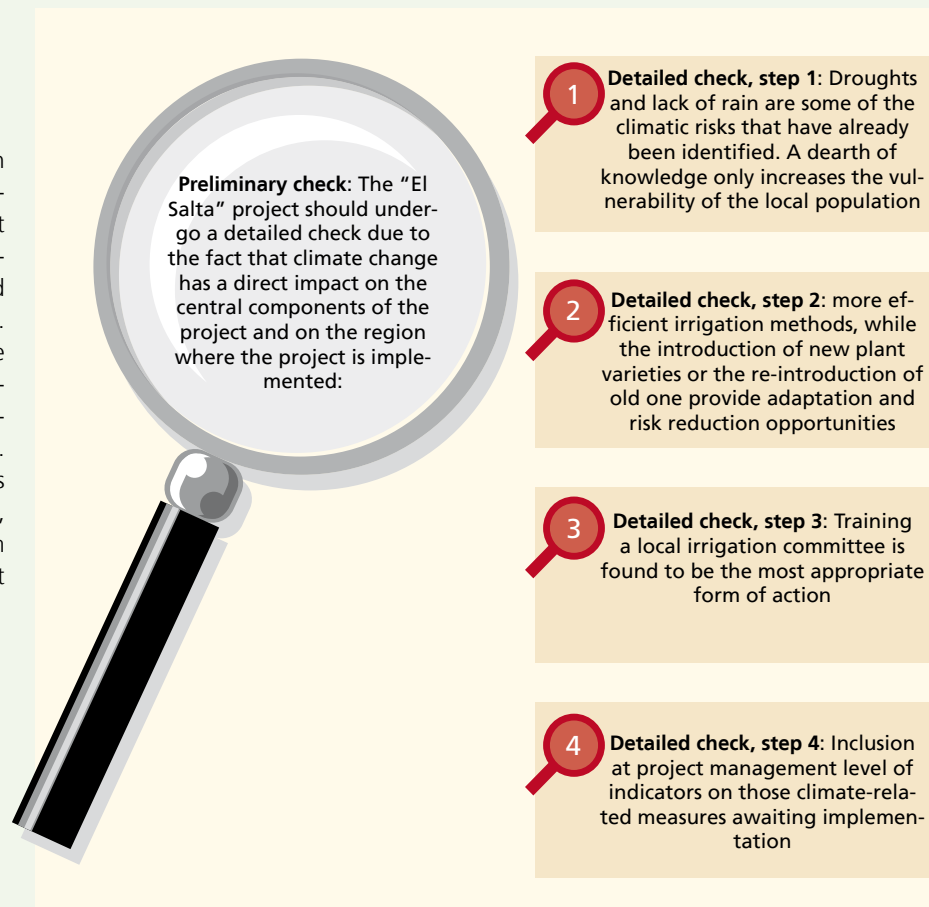 Preliminary check: The “El
Salta” project should under-
go a detailed check due to
the fact that climate change
has a direct impact on the
central components of the
project and on the region
where the project is imple-
mented:
1
Detailed check, step 1: Droughts
and lack of rain are some of the
climatic risks that have already
been identified. A dearth of
knowledge only increases the vul-
nerability of the local population
2
Detailed check, step 2: more ef-
ficient irrigation methods, while
the introduction of new plant
varieties or the re-introduction of
old one provide adaptation and
risk reduction opportunities
3
Detailed check, step 3: Training
a local irrigation committee is
found to be the most appropriate
form of action
4
Detailed check, step 4: Inclusion
at project management level of
indicators on those climate-rela-
ted measures awaiting implemen-
tation